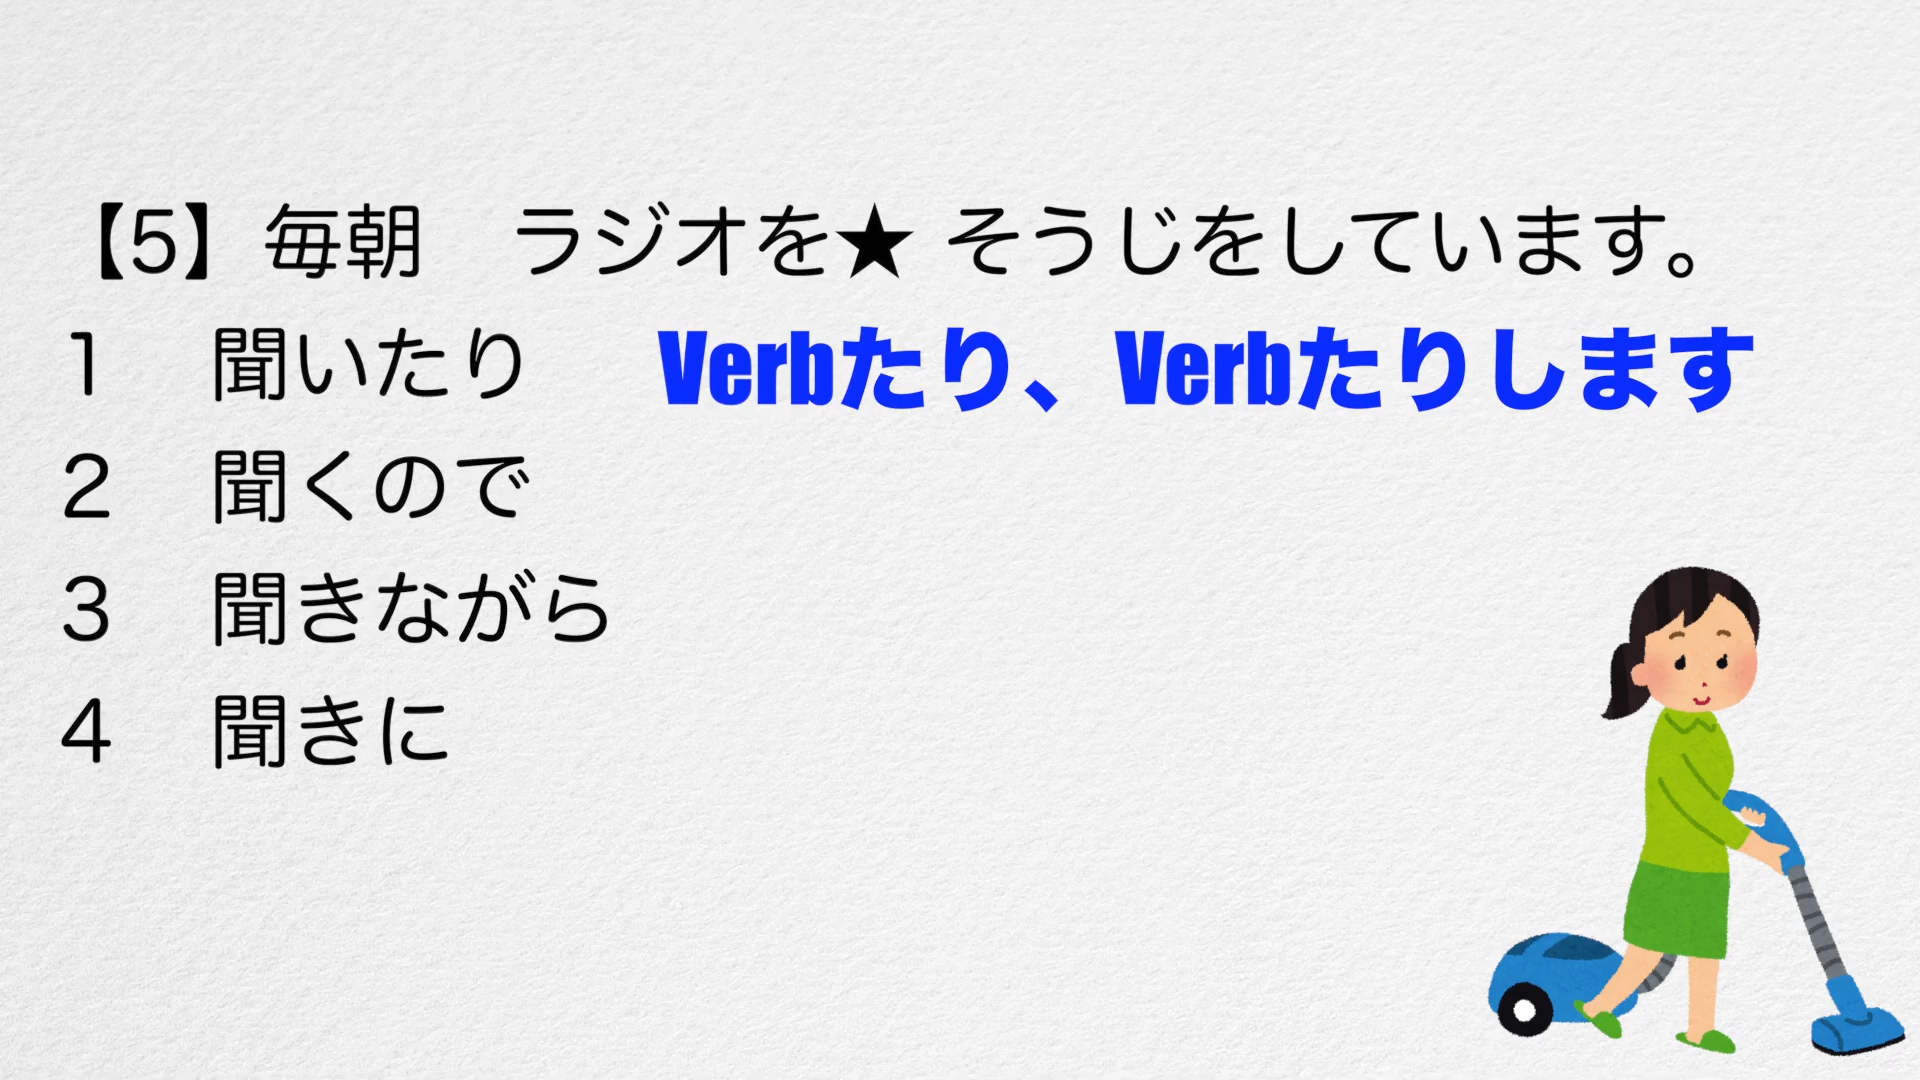 【5】毎朝　ラジオを★ そうじをしています。
1　聞いたり　Verbたり、Verbたりします
2　聞くので
3　聞きながら
4　聞きに